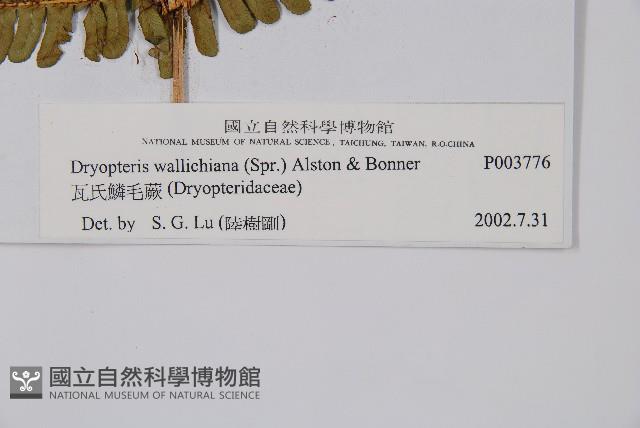 國立自然科學博物館
NATIONAL MUSEUM OF NATURAL SCIENCE, TAICHUNG, TAIWAN, R-O-CHINA
Dryopteris wallichiana (Spr.) Alston & Bonner P003776
瓦氏鱗毛蕨 (Dryopteridaceae)
Det. by S. G. Lu (陸樹剛) 2002.7.31
國立自然科學博物館
NATIONAL MUSEUM OF NATURAL SCIENCE